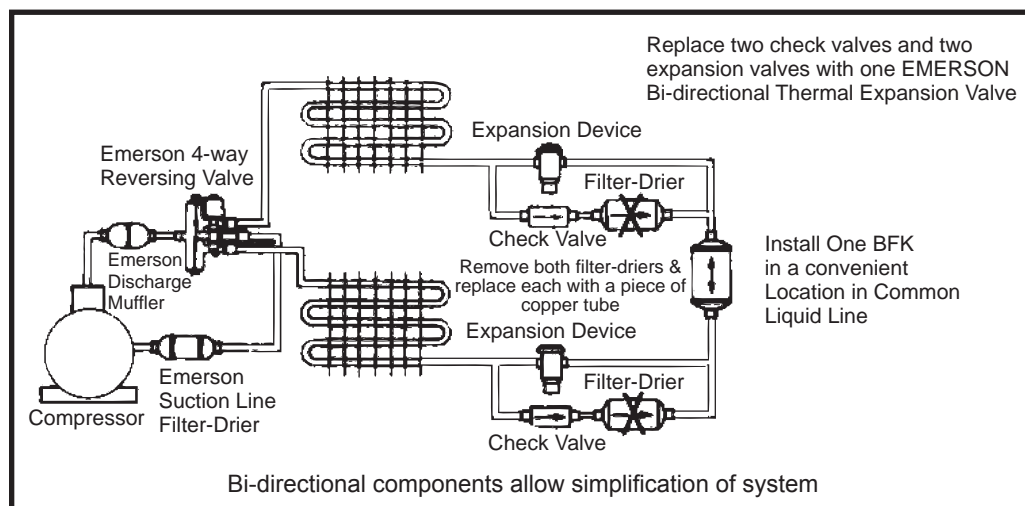 Replace two check valves and two
expansion valves with one EMERSON
Bi-directional Thermal Expansion Valve
Expansion Device
Emerson 4-way
Reversing Valve
Filter-Drier
Check Valve
Emerson
Discharge
Muffler
Remove both filter-driers &
replace each with a piece of
copper tube
Install One BFK
in a convenient
Location in Common
Liquid Line
Expansion Device
Filter-Drier
Emerson
Suction Line
Filter-Drier
Compressor
Check Valve
Bi-directional components allow simplification of system